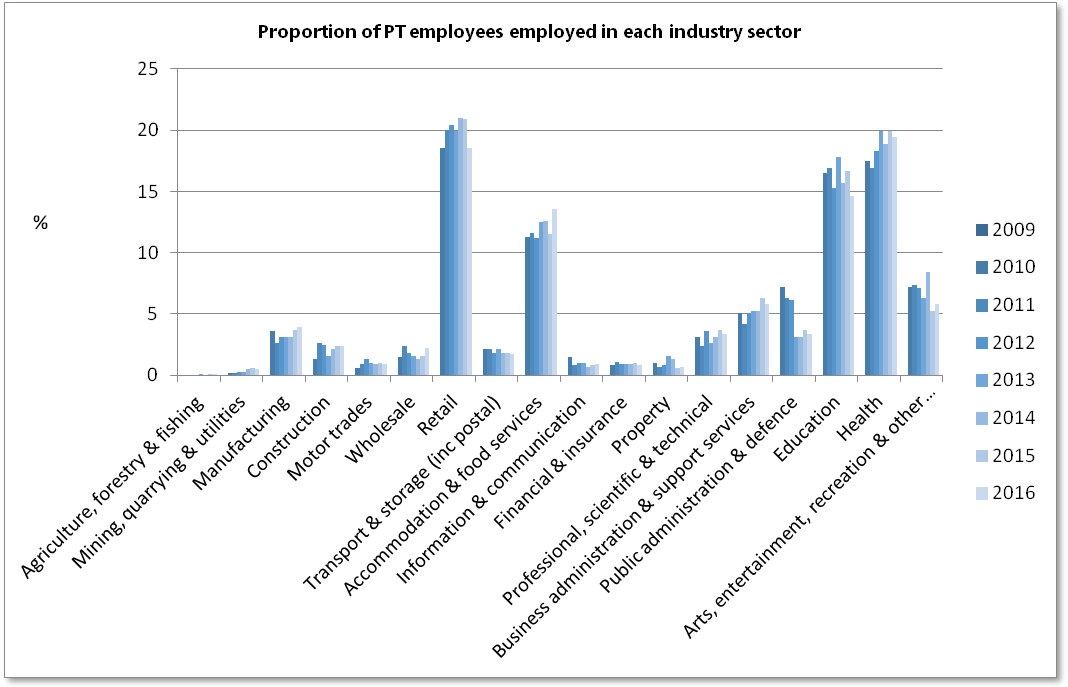 Proportion of PT employees employed in each industry sector
25
20
15
10
5
0
%
Agriculture, forestry & fishing
Mining, quarrying & utilities
Manufacturing
Construction
Motor trades
Wholesale
Retail
Transport & storage (inc postal)
Accommodation & food services
Information & communication
Financial & insurance
Property
Professional, scientific & technical
Business administration & support services
Public administration & defence
Education
Health
Arts, entertainment, recreation & other...
2009
2010
2011
2012
2013
2014
2015
2016